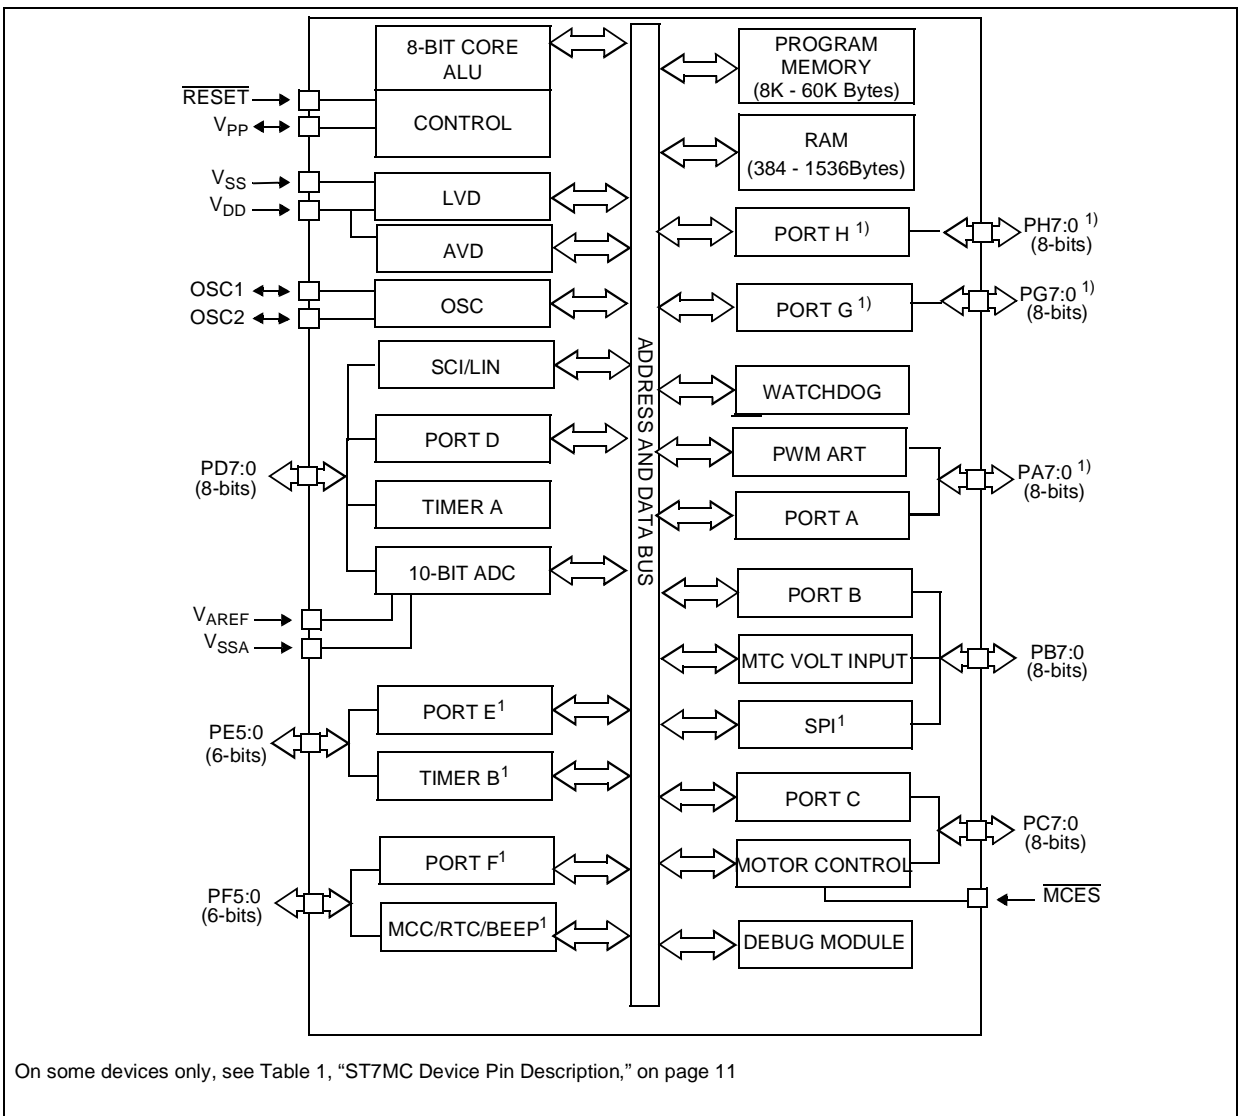 8-BIT CORE
ALU
CONTROL
RESET
VPP
VSS
VDD
LVD
AVD
OSC1
OSC2
OSC
SCI/LIN
PORT D
PD7:0
(8-bits)
TIMER A
10-BIT ADC
VAREF
VSSA
PORT E1
PE5:0
(6-bits)
TIMER B1
PORT F1
PF5:0
(6-bits)
MCC/RTC/BEEP1
ADDRESS AND DATA BUS
PROGRAM
MEMORY
(8K - 60K Bytes)
RAM
(384 - 1536Bytes)
PORT H 1)
PH7:0 1)
(8-bits)
PORT G 1)
PG7:0 1)
(8-bits)
WATCHDOG
PWM ART
PA7:0 1)
(8-bits)
PORT A
PORT B
MTC VOLT INPUT
PB7:0
(8-bits)
SPI1
PORT C
PC7:0
(8-bits)
MOTOR CONTROL
MCES
DEBUG MODULE
On some devices only, see Table 1, “ST7MC Device Pin Description,” on page 11